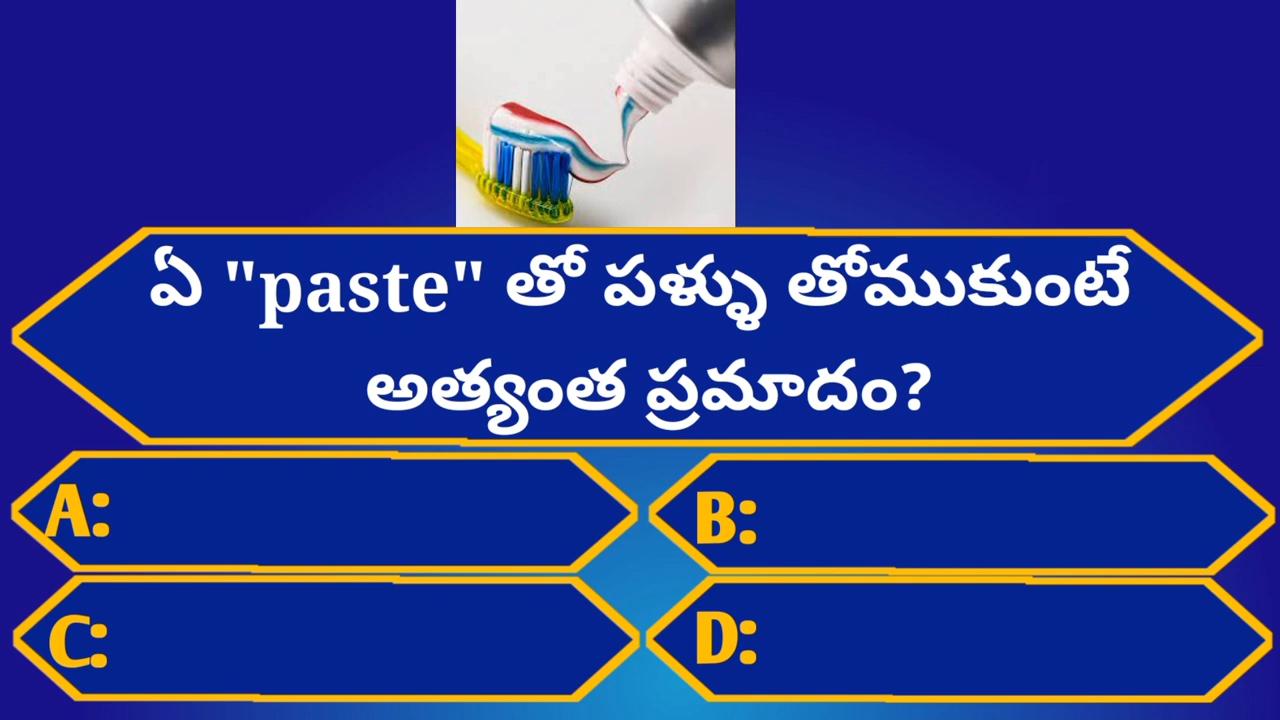 ఏ "paste" తో పళ్ళు తోముకుంటే
అత్యంత ప్రమాదం?
A:
B:
C:
D: